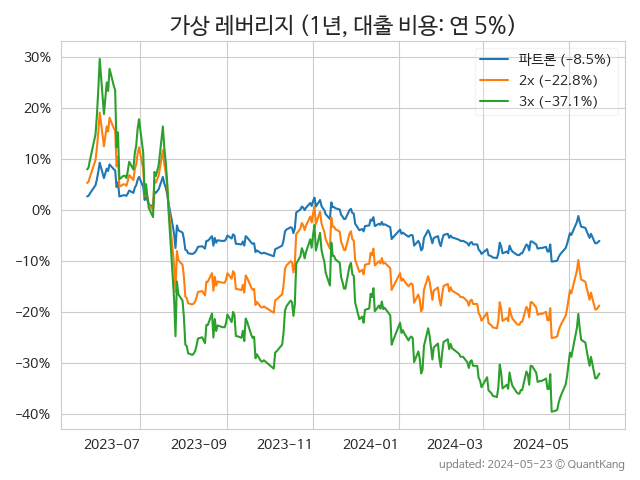 가상 레버리지 (1년, 대출 비용: 연 5%)
파트론 (−8.5%)
2x (−22.8%)
3x (−37.1%)
30%
20%
10%
0%
−10%
−20%
−30%
−40%
2023-07
2023-09
2023-11
2024-01
2024-03
2024-05
updated: 2024-05-23 © QuantKang